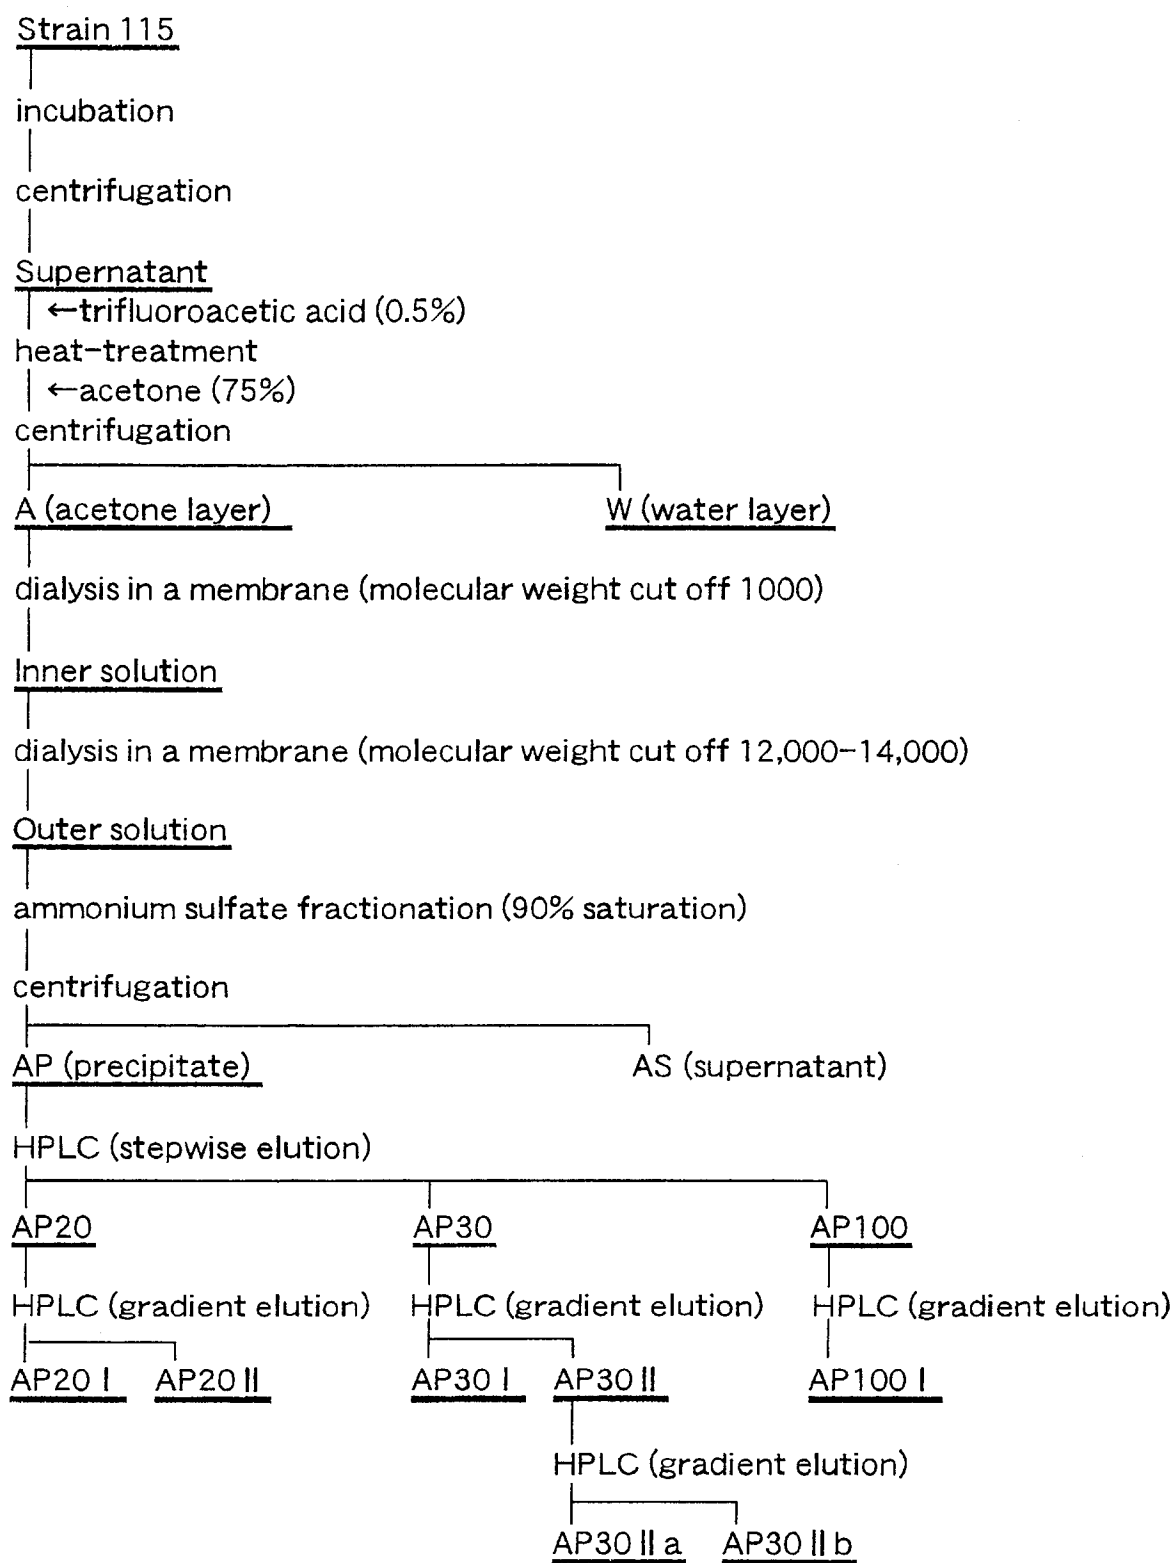 Strain 115
incubation
centrifugation
Supernatant
←trifluoroacetic acid (0.5%)
heat-treatment
←acetone (75%)
centrifugation
A (acetone layer) W (water layer)
dialysis in a membrane (molecular weight cut off 1000)
Inner solution
dialysis in a membrane (molecular weight cut off 12,000-14,000)
Outer solution
ammonium sulfate fractionation (90% saturation)
centrifugation
AP (precipitate) AS (supernatant)
HPLC (stepwise elution)
AP20 AP30 AP100
HPLC (gradient elution) HPLC (gradient elution) HPLC (gradient elution)
AP20 I AP20 II AP30 I AP30 II AP100 I
HPLC (gradient elution)
AP30 II a AP30 II b